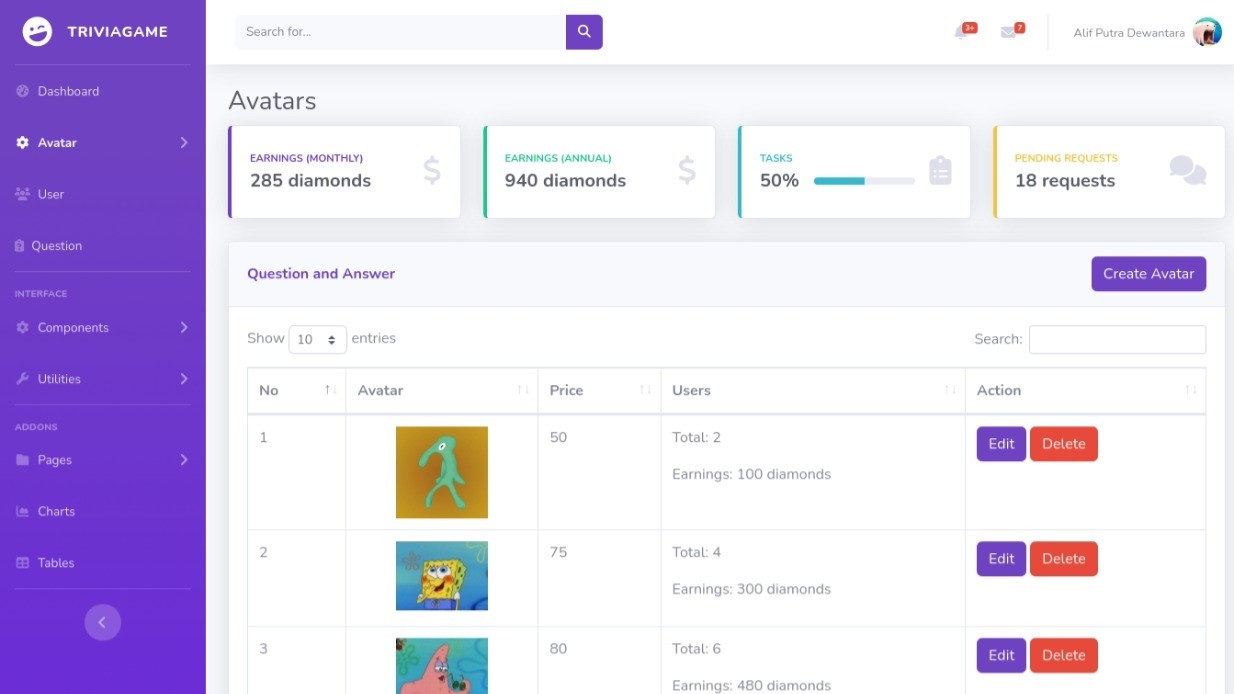 TRIVIAGAME
Search for...
3+
7
Alif Putra Dewantara
Dashboard
Avatar
User
Question
INTERFACE
Components
Utilities
ADDONS
Pages
Charts
Tables
Avatars
EARNINGS (MONTHLY)
285 diamonds
EARNINGS (ANNUAL)
940 diamonds
TASKS
50%
PENDING REQUESTS
18 requests
Question and Answer
Create Avatar
Show 10 entries
Search:
No Avatar Price Users Action
1 50 Total: 2 Edit Delete
Earnings: 100 diamonds
2 75 Total: 4 Edit Delete
Earnings: 300 diamonds
3 80 Total: 6 Edit Delete
Earnings: 480 diamonds